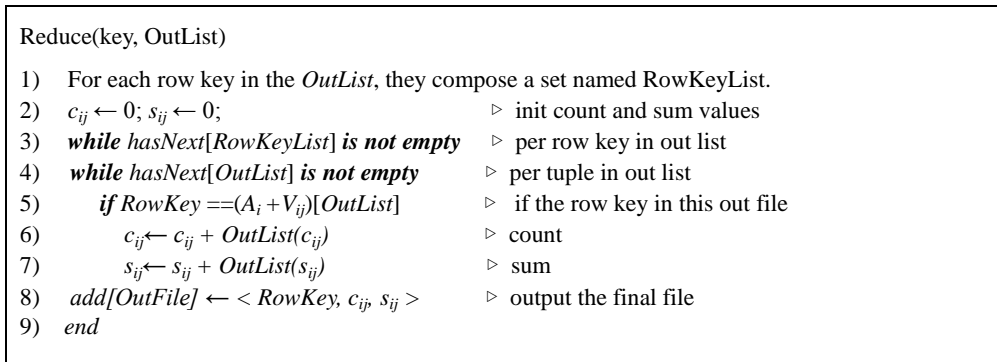 Reduce(key, OutList)
1) For each row key in the OutList, they compose a set named RowKeyList.
2) cij ← 0; sij ← 0; ▷ init count and sum values
3) while hasNext[RowKeyList] is not empty ▷ per row key in out list
4) while hasNext[OutList] is not empty ▷ per tuple in out list
5) if RowKey ==(Ai +Vij)[OutList] ▷ if the row key in this out file
6) cij← cij + OutList(cij) ▷ count
7) sij← sij + OutList(sij) ▷ sum
8) add[OutFile] ← < RowKey, cij, sij > ▷ output the final file
9) end